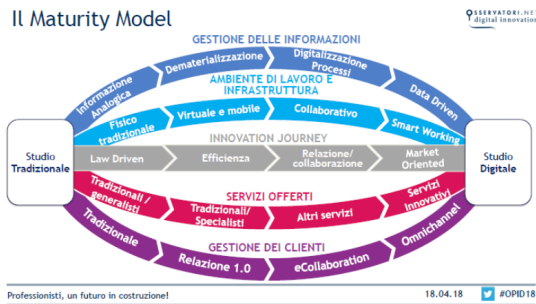 Il Maturity Model
OSSERVATORI.NET
digital innovation
GESTIONE DELLE INFORMAZIONI
Informazione
Analogica
Dematerializzazione
Digitalizzazione
Processi
Data Driven
AMBIENTE DI LAVORO E
INFRASTRUTTURA
Fisico
tradizionale
Virtuale e mobile
Collaborativo
Smart Working
INNOVATION JOURNEY
Studio
Tradizionale
Law Driven
Efficienza
Relazione/
collaborazione
Market
Oriented
Studio
Digitale
SERVIZI OFFERTI
Tradizionali/
generalisti
Tradizionali/
Specialisti
Altri servizi
Servizi
Innovativi
GESTIONE DEI CLIENTI
Tradizionale
Relazione 1.0
eCollaboration
Omnichannel
Professionisti, un futuro in costruzione!
18.04.18
#OPID18